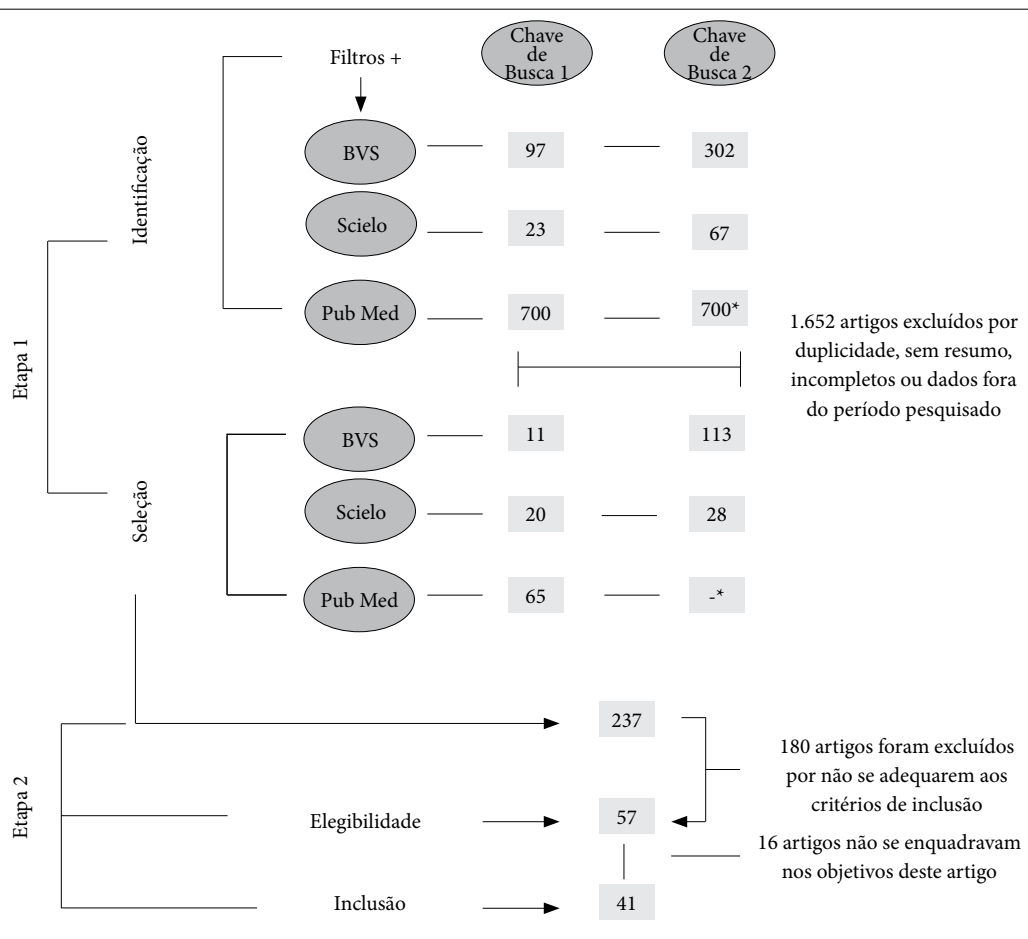 Filtros +
Chave
de
Busca 1
Chave
de
Busca 2
Etapa 1
Identificação
BVS
97
302
Scielo
23
67
Pub Med
700
700*
1.652 artigos excluídos por
duplicidade, sem resumo,
incompletos ou dados fora
do período pesquisado
Seleção
BVS
11
113
Scielo
20
28
Pub Med
65
-*
Etapa 2
237
180 artigos foram excluídos
por não se adequarem aos
critérios de inclusão
Elegibilidade
57
16 artigos não se enquadravam
nos objetivos deste artigo
Inclusão
41